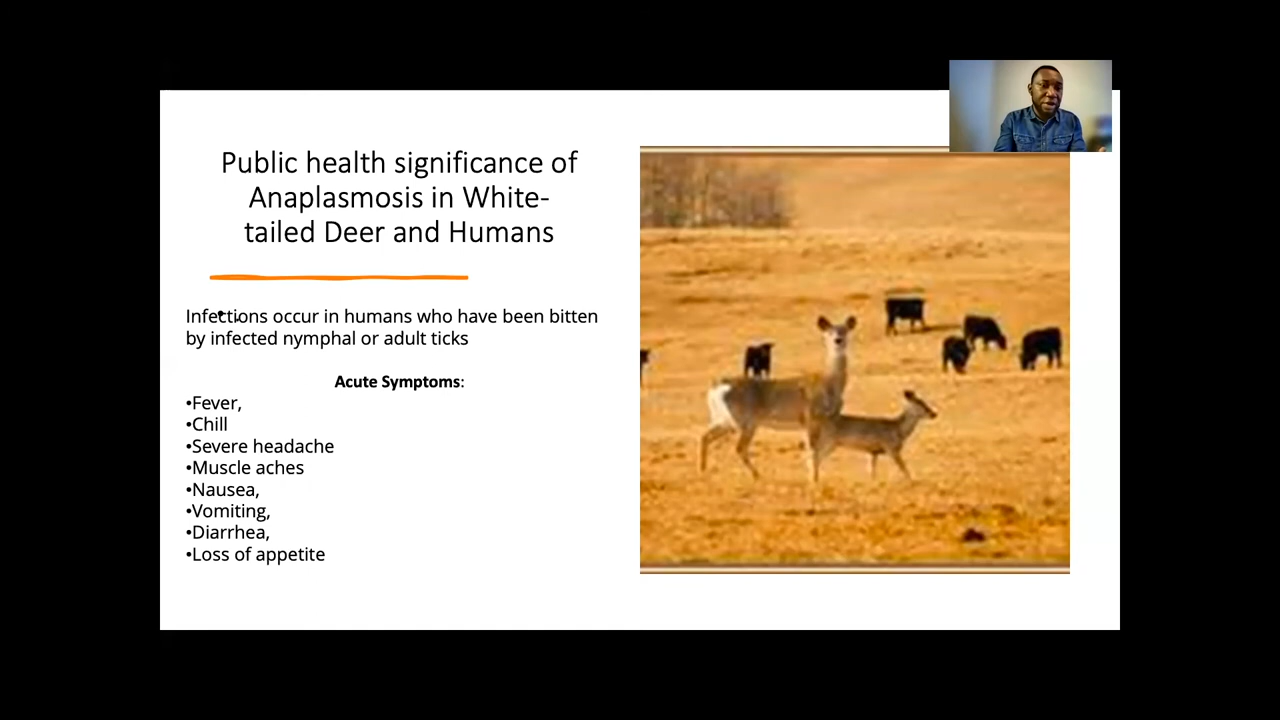 Public health significance of
Anaplasmosis in White-
tailed Deer and Humans
Infections occur in humans who have been bitten
by infected nymphal or adult ticks
Acute Symptoms:
•Fever,
•Chill
•Severe headache
•Muscle aches
•Nausea,
•Vomiting,
•Diarrhea,
•Loss of appetite